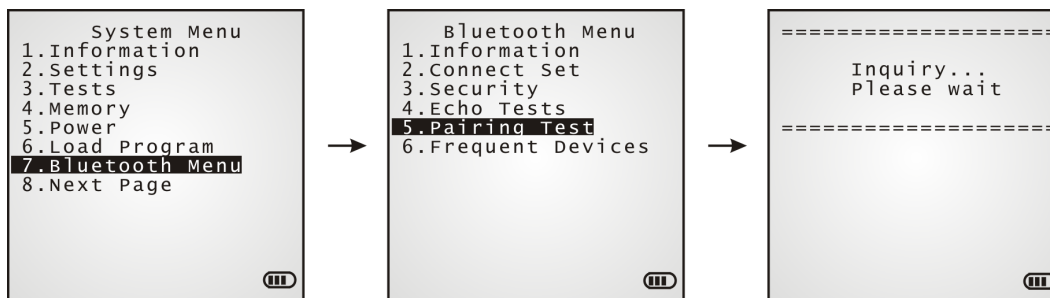 System Menu
1.Information
2.Settings
3.Tests
4.Memory
5.Power
6.Load Program
7.Bluetooth Menu
8.Next Page
Bluetooth Menu
1.Information
2.Connect Set
3.Security
4.Echo Tests
5.Pairing Test
6.Frequent Devices
====================
Inquiry...
Please wait
====================